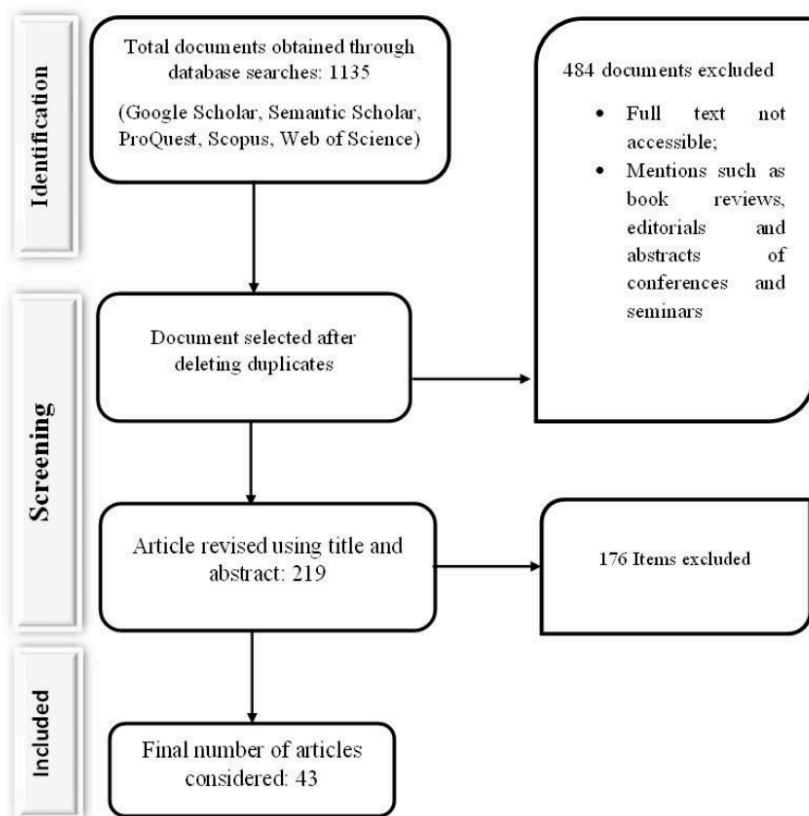 Identification
Total documents obtained through
database searches: 1135
(Google Scholar, Semantic Scholar,
ProQuest, Scopus, Web of Science)
484 documents excluded
• Full text not
accessible;
• Mentions such as
book reviews,
editorials and
abstracts of
conferences and
seminars
Screening
Document selected after
deleting duplicates
Article revised using title and
abstract: 219
176 Items excluded
Included
Final number of articles
considered: 43